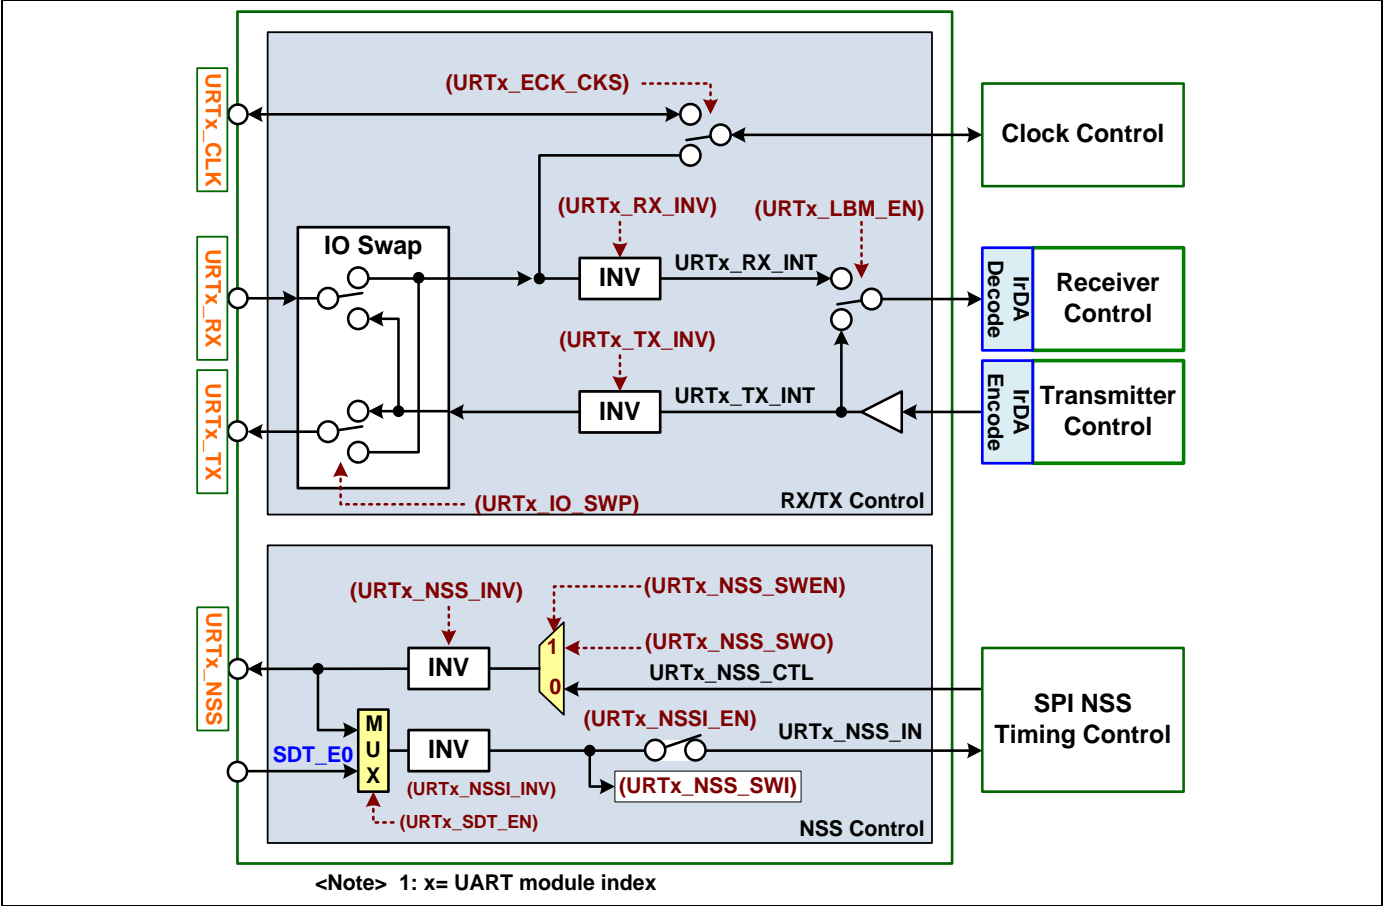 URTx_CLK
(URTx_ECK_CKS)
Clock Control
URTx_RX
IO Swap
(URTx_RX_INV)
(URTx_LBM_EN)
INV
URTx_RX_INT
IrDA
Decode
Receiver
Control
URTx_TX
(URTx_TX_INV)
INV
URTx_TX_INT
IrDA
Encode
Transmitter
Control
(URTx_IO_SWP)
RX/TX Control
URTx_NSS
(URTx_NSS_INV)
(URTx_NSS_SWEN)
INV
1
0
(URTx_NSS_SWO)
URTx_NSS_CTL
SPI NSS
Timing Control
SDT_E0
M
U
X
INV
(URTx_NSSI_EN)
URTx_NSS_IN
(URTx_NSSI_INV)
(URTx_NSS_SWI)
(URTx_SDT_EN)
NSS Control
<Note> 1: x= UART module index